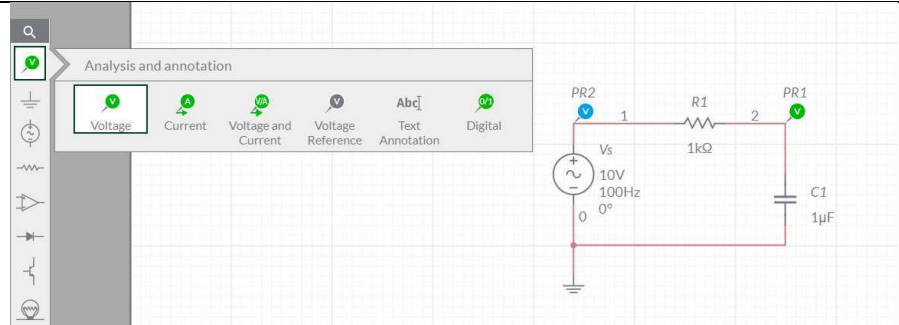 Analysis and annotation
V
V A V/A V Abc 0/1
Voltage Current Voltage and Current Voltage Reference Text Annotation Digital
PR2 PR1
V V
1 R1 2
1kΩ
Vs
10V
100Hz
0°
0
C1
1μF